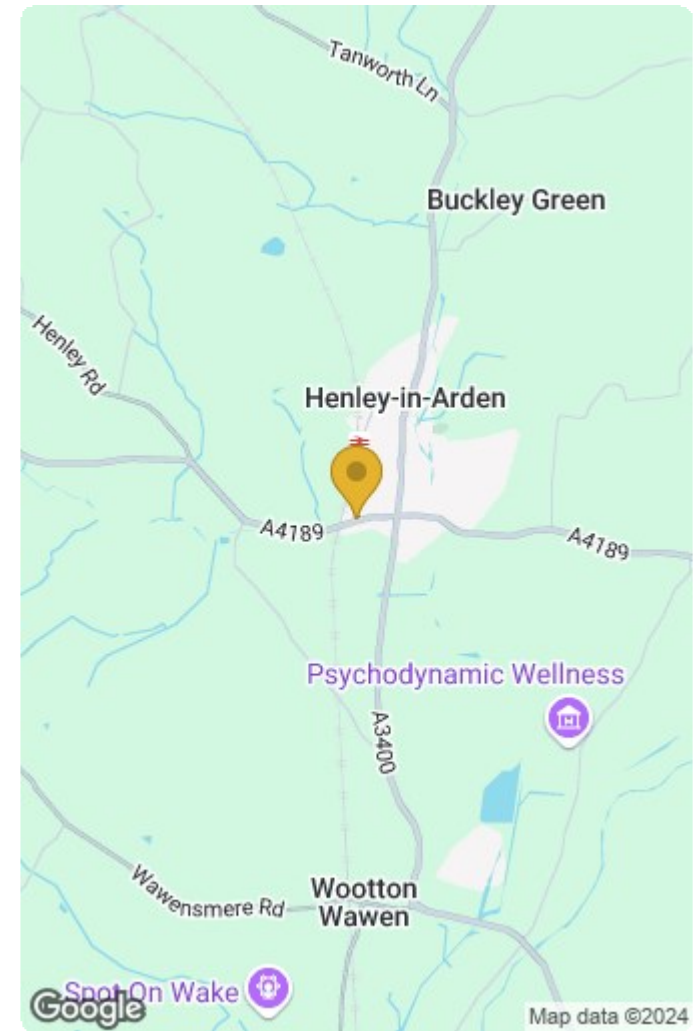 Tanworth Ln
Buckley Green
Henley Rd
Henley-in-Arden
A4189
A4189
Psychodynamic Wellness
A3400
Wawensmere Rd
Wootton
Wawen
Spot On Wake
Google
Map data ©2024